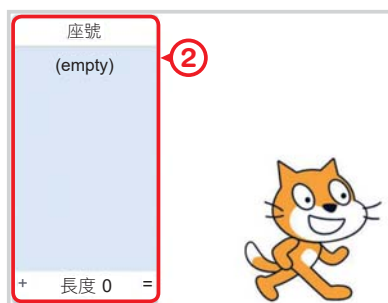 座號
(empty)
②
+ 長度 0 =